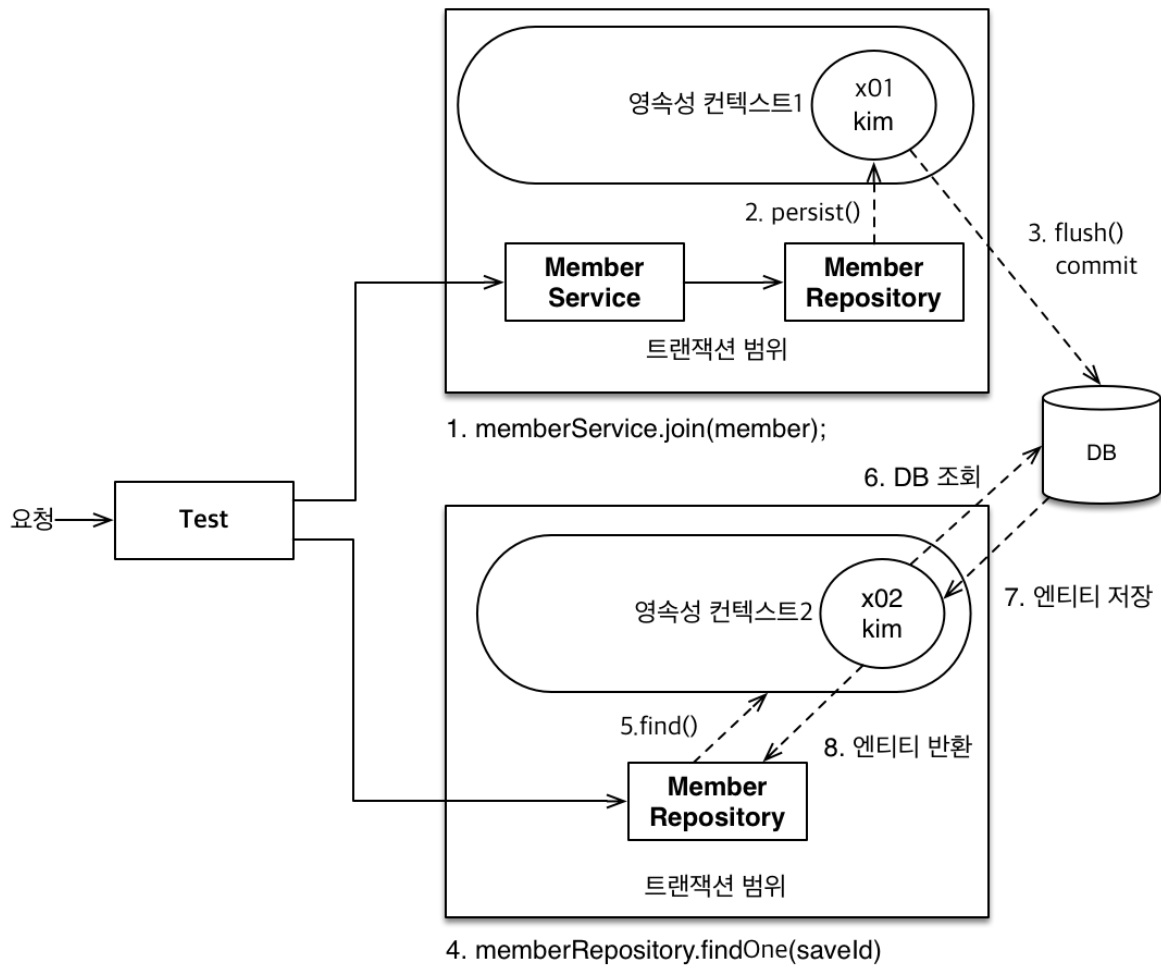 영속성 컨텍스트1
x01
kim
2. persist()
3. flush()
commit
Member
Service
Member
Repository
트랜잭션 범위
1. memberService.join(member);
DB
6. DB 조회
요청
Test
영속성 컨텍스트2
x02
kim
7. 엔티티 저장
5.find()
8. 엔티티 반환
Member
Repository
트랜잭션 범위
4. memberRepository.findOne(saveId)